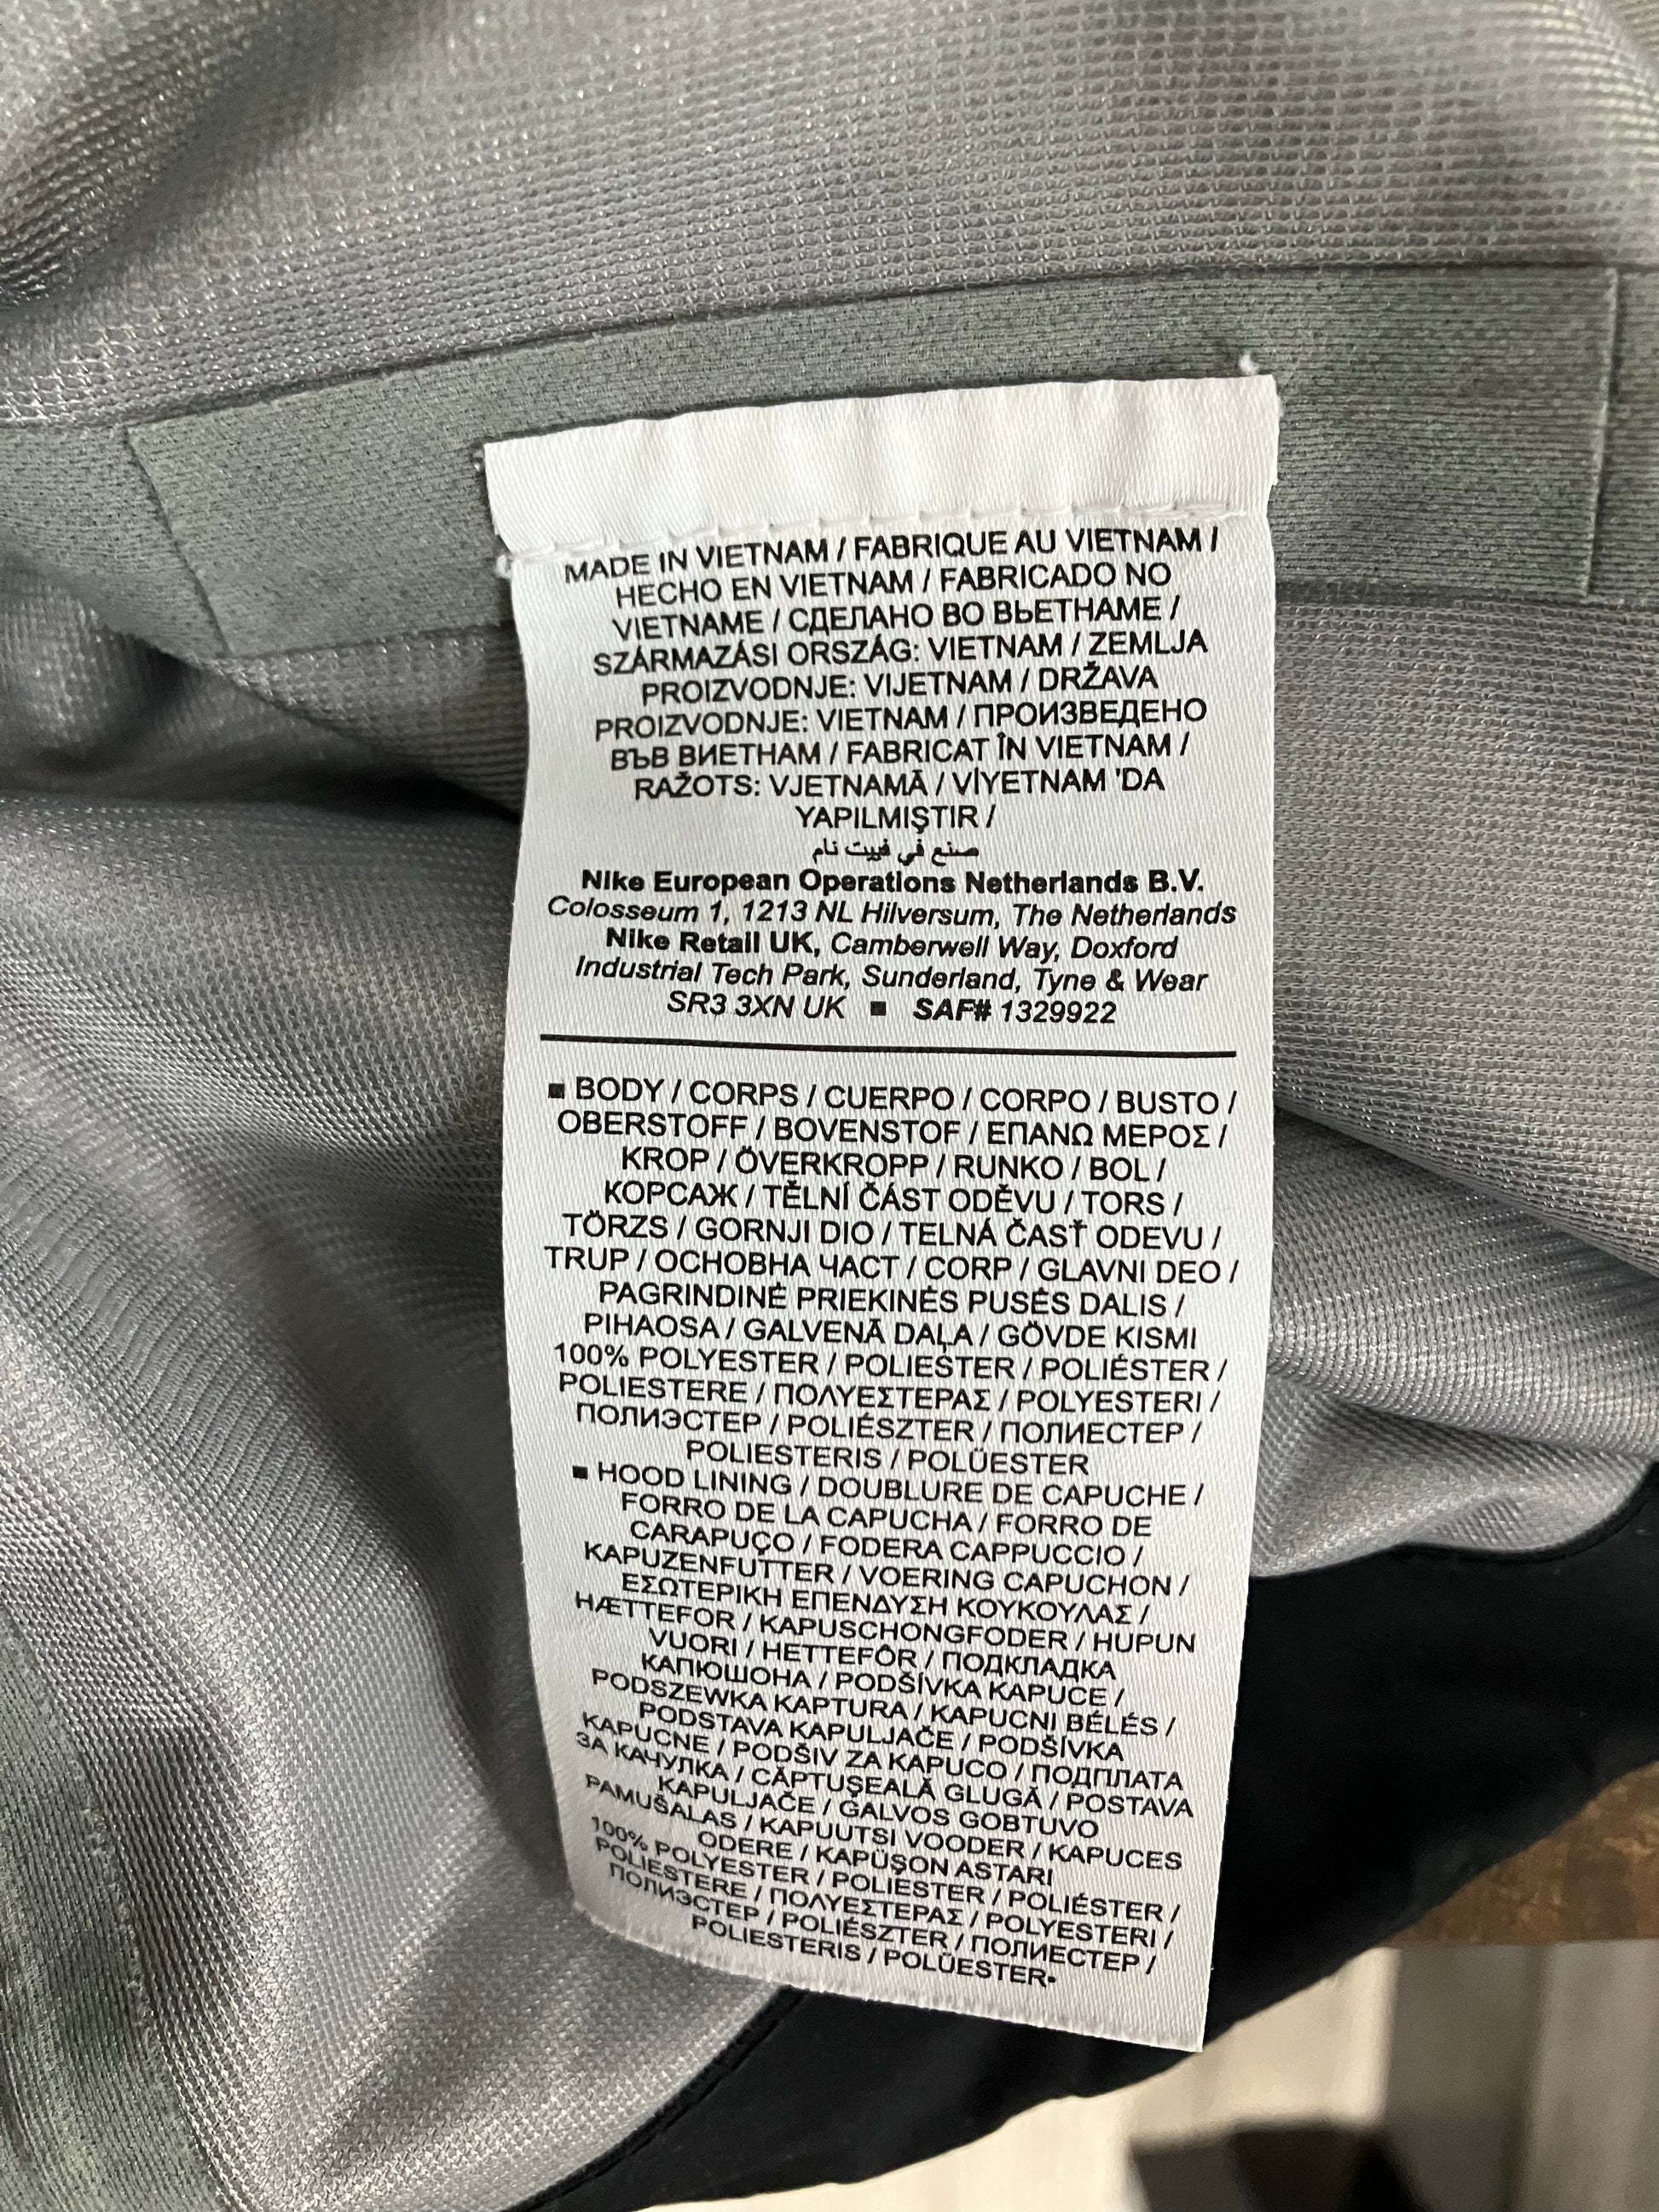 MADE IN VIETNAM / FABRIQUE AU VIETNAM /
HECHO EN VIETNAM / FABRICADO NO
VIETNAME / СДЕЛАНО ВО ВЬЕТНАМЕ /
SZÁRMAZÁSI ORSZÁG: VIETNAM / ZEMLJA
PROIZVODNJE: VIJETNAM / DRŽAVA
PROIZVODNJE: VIETNAM / ПРОИЗВЕДЕНО
ВЪВ ВИЕТНАМ / FABRICAT ÎN VIETNAM /
RAŽOTS: VJETNAMĀ / VİYETNAM 'DA
YAPILMIŞTIR /
صنع في فييت نام
Nike European Operations Netherlands B.V.
Colosseum 1, 1213 NL Hilversum, The Netherlands
Nike Retail UK, Camberwell Way, Doxford
Industrial Tech Park, Sunderland, Tyne & Wear
SR3 3XN UK ■ SAF# 1329922
■ BODY / CORPS / CUERPO / CORPO / BUSTO /
OBERSTOFF / BOVENSTOF / ΕΠΑΝΩ ΜΕΡΟΣ /
KROP / ÖVERKROPP / RUNKO / BOL /
КОРСАЖ / TĚLNÍ ČÁST ODĚVU / TORS /
TÖRZS / GORNJI DIO / TELNÁ ČASŤ ODEVU /
TRUP / ОСНОВНА ЧАСТ / CORP / GLAVNI DEO /
PAGRINDINĖ PRIEKINĖS PUSĖS DALIS /
PIHAOSA / GALVENĀ DAĻA / GÖVDE KISMI
100% POLYESTER / POLIESTER / POLIÉSTER /
POLIESTERE / ΠΟΛΥΕΣΤΕΡΑΣ / POLYESTERI /
ПОЛИЭСТЕР / POLIÉSZTER / ПОЛИЕСТЕР /
POLIESTERIS / POLÜESTER
■ HOOD LINING / DOUBLURE DE CAPUCHE /
FORRO DE LA CAPUCHA / FORRO DE
CARAPUÇO / FODERA CAPPUCCIO /
KAPUZENFUTTER / VOERING CAPUCHON /
ΕΣΩΤΕΡΙΚΗ ΕΠΕΝΔΥΣΗ ΚΟΥΚΟΥΛΑΣ /
HÆTTEFOR / KAPUSCHONGFODER / HUPUN
VUORI / HETTEFÔR / ПОДКЛАДКА
КАПЮШОНА / PODŠÍVKA KAPUCE /
PODSZEWKA KAPTURA / KAPUCNI BÉLÉS /
PODSTAVA KAPULJAČE / PODŠÍVKA
KAPUCNE / PODŠIV ZA KAPUCO / ПОДПЛАТА
ЗА КАЧУЛКА / CĂPTUŞEALĂ GLUGĂ / POSTAVA
KAPULJAČE / GALVOS GOBTUVO
PAMUŠALAS / KAPUUTSI VOODER / KAPUCES
ODERE / KAPÜŞON ASTARI
100% POLYESTER / POLIESTER / POLIÉSTER /
POLIESTERE / ΠΟΛΥΕΣΤΕΡΑΣ / POLYESTERI /
ПОЛИЭСТЕР / POLIÉSZTER / ПОЛИЕСТЕР /
POLIESTERIS / POLÜESTER•